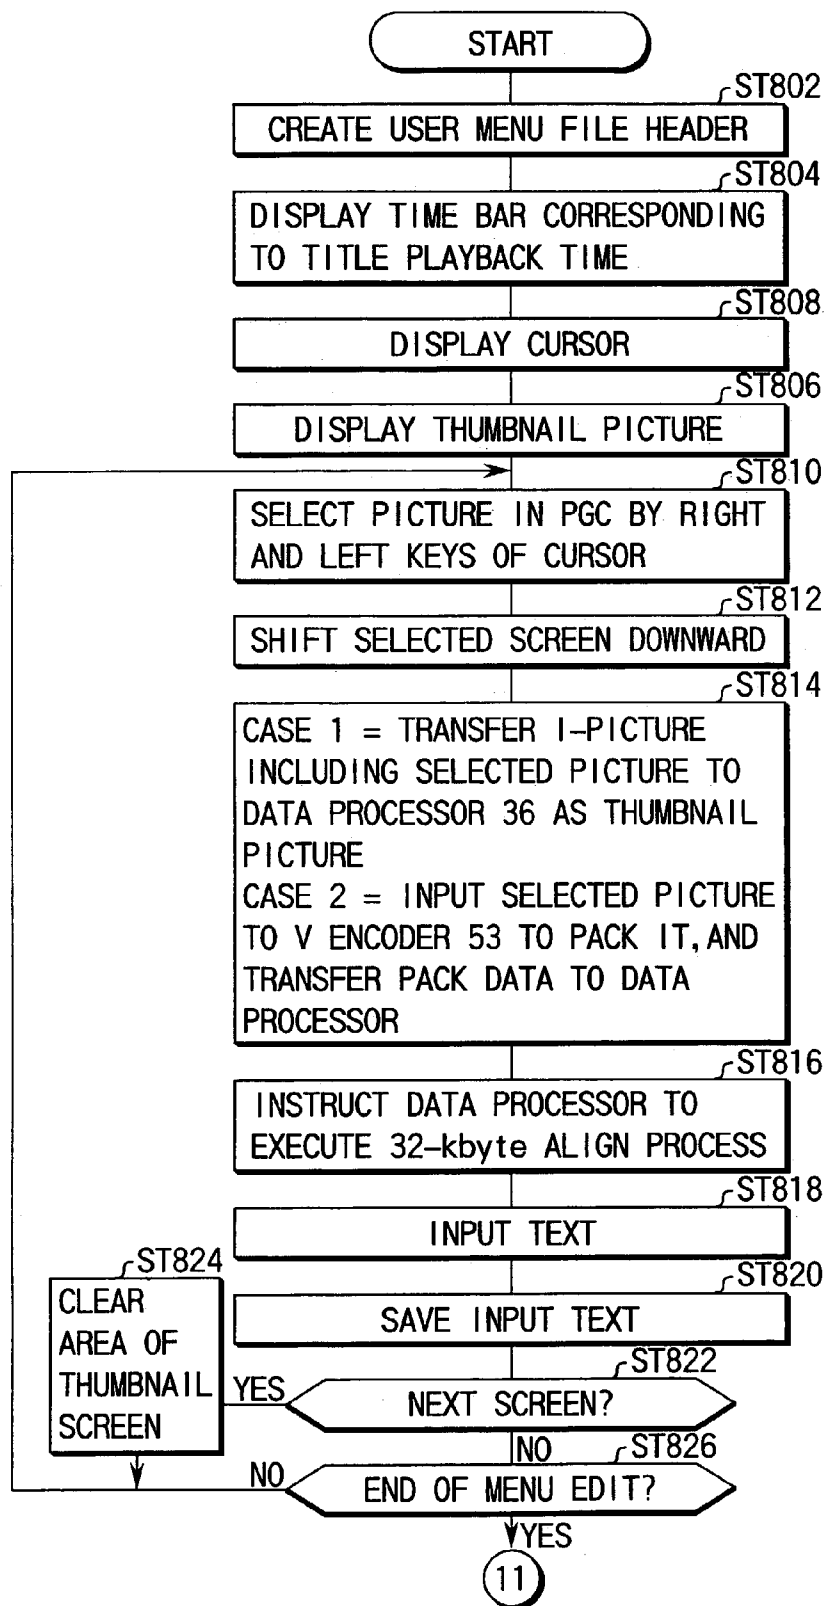 START
ST802
CREATE USER MENU FILE HEADER
ST804
DISPLAY TIME BAR CORRESPONDING
TO TITLE PLAYBACK TIME
ST808
DISPLAY CURSOR
ST806
DISPLAY THUMBNAIL PICTURE
ST810
SELECT PICTURE IN PGC BY RIGHT
AND LEFT KEYS OF CURSOR
ST812
SHIFT SELECTED SCREEN DOWNWARD
ST814
CASE 1 = TRANSFER I-PICTURE
INCLUDING SELECTED PICTURE TO
DATA PROCESSOR 36 AS THUMBNAIL
PICTURE
CASE 2 = INPUT SELECTED PICTURE
TO V ENCODER 53 TO PACK IT, AND
TRANSFER PACK DATA TO DATA
PROCESSOR
ST816
INSTRUCT DATA PROCESSOR TO
EXECUTE 32-kbyte ALIGN PROCESS
ST818
INPUT TEXT
ST820
SAVE INPUT TEXT
ST824
CLEAR
AREA OF
THUMBNAIL
SCREEN
ST822
YES
NEXT SCREEN?
NO
ST826
NO
END OF MENU EDIT?
YES
11